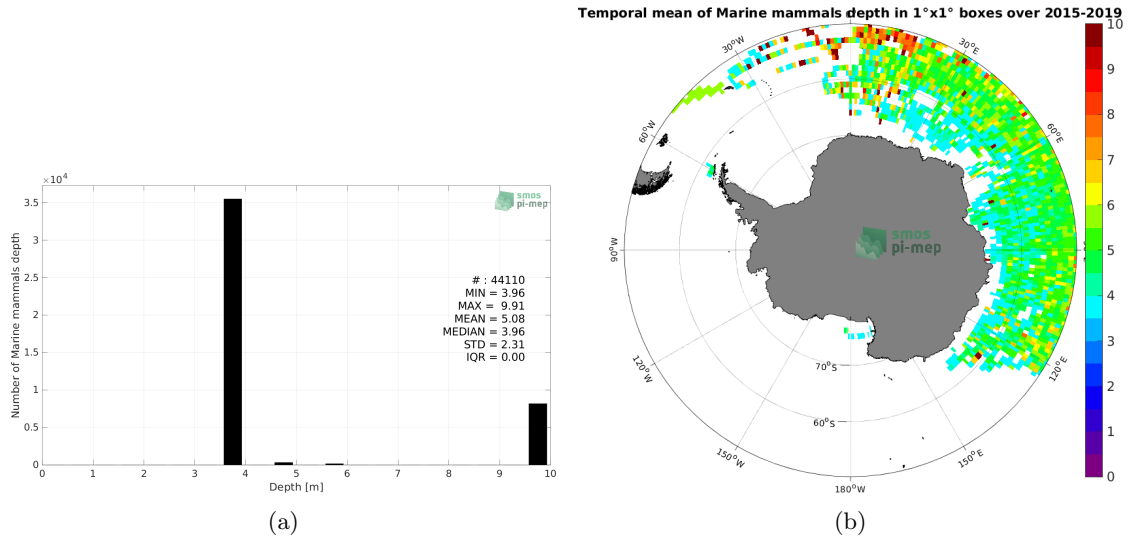 Temporal mean of Marine mammals depth in 1°x1° boxes over 2015-2019
×10⁴
Number of Marine mammals depth
3.5
3
2.5
2
1.5
1
0.5
0
0 1 2 3 4 5 6 7 8 9 10
Depth [m]
smos
pi-mep
# : 44110
MIN = 3.96
MAX = 9.91
MEAN = 5.08
MEDIAN = 3.96
STD = 2.31
IQR = 0.00
(a)
30°W
30°E
60°W
60°E
90°W
120°W
120°E
150°W
150°E
180°W
70°S
60°S
smos
pi-mep
10
9
8
7
6
5
4
3
2
1
0
(b)